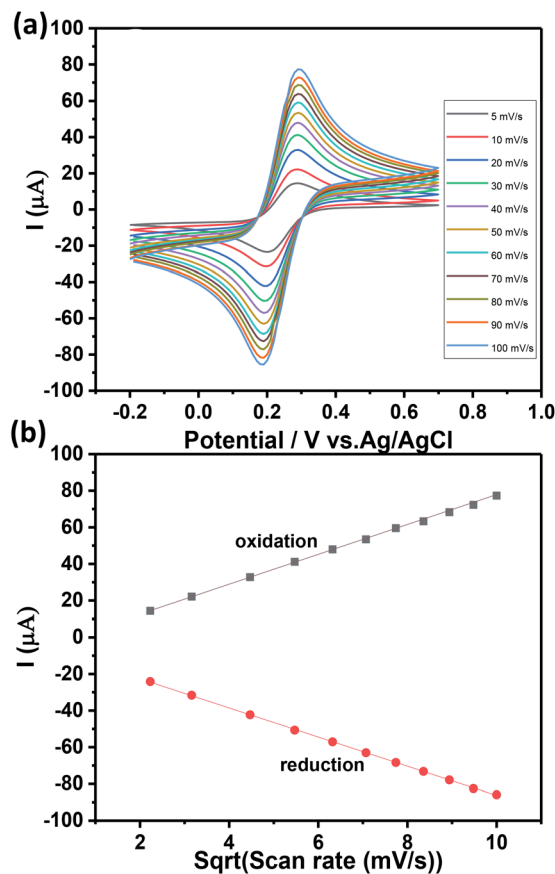 (a)
100
80
60
40
20
0
-20
-40
-60
-80
-100
I (μA)
5 mV/s
10 mV/s
20 mV/s
30 mV/s
40 mV/s
50 mV/s
60 mV/s
70 mV/s
80 mV/s
90 mV/s
100 mV/s
-0.2 0.0 0.2 0.4 0.6 0.8 1.0
Potential / V vs.Ag/AgCl
(b)
100
80
60
40
20
0
-20
-40
-60
-80
-100
I (μA)
oxidation
reduction
2 4 6 8 10
Sqrt(Scan rate (mV/s))